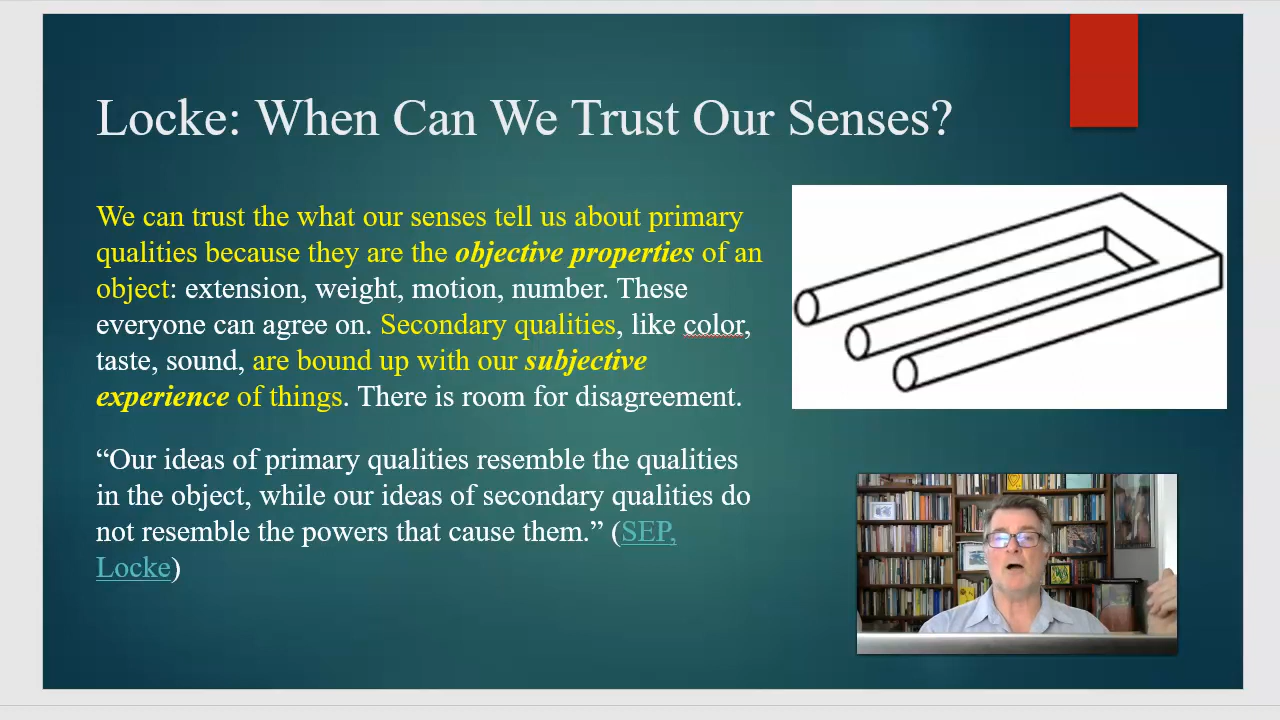 Locke: When Can We Trust Our Senses?
We can trust the what our senses tell us about primary
qualities because they are the objective properties of an
object: extension, weight, motion, number. These
everyone can agree on. Secondary qualities, like color,
taste, sound, are bound up with our subjective
experience of things. There is room for disagreement.
“Our ideas of primary qualities resemble the qualities
in the object, while our ideas of secondary qualities do
not resemble the powers that cause them.” (SEP,
Locke)